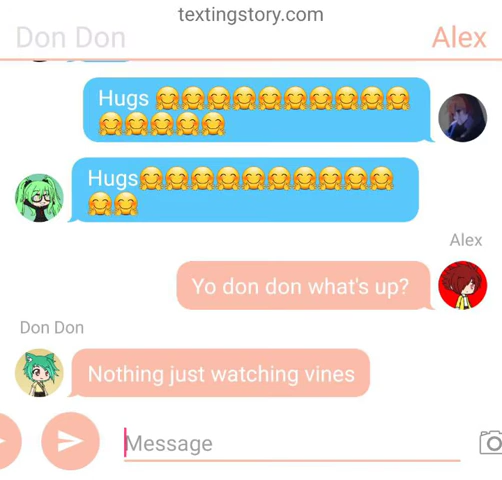 textingstory.com
Don Don
Alex
Hugs 🤗🤗🤗🤗🤗🤗🤗🤗🤗🤗
🤗🤗🤗🤗🤗
Hugs🤗🤗🤗🤗🤗🤗🤗🤗🤗🤗
🤗🤗
Alex
Yo don don what's up?
Don Don
Nothing just watching vines
Message